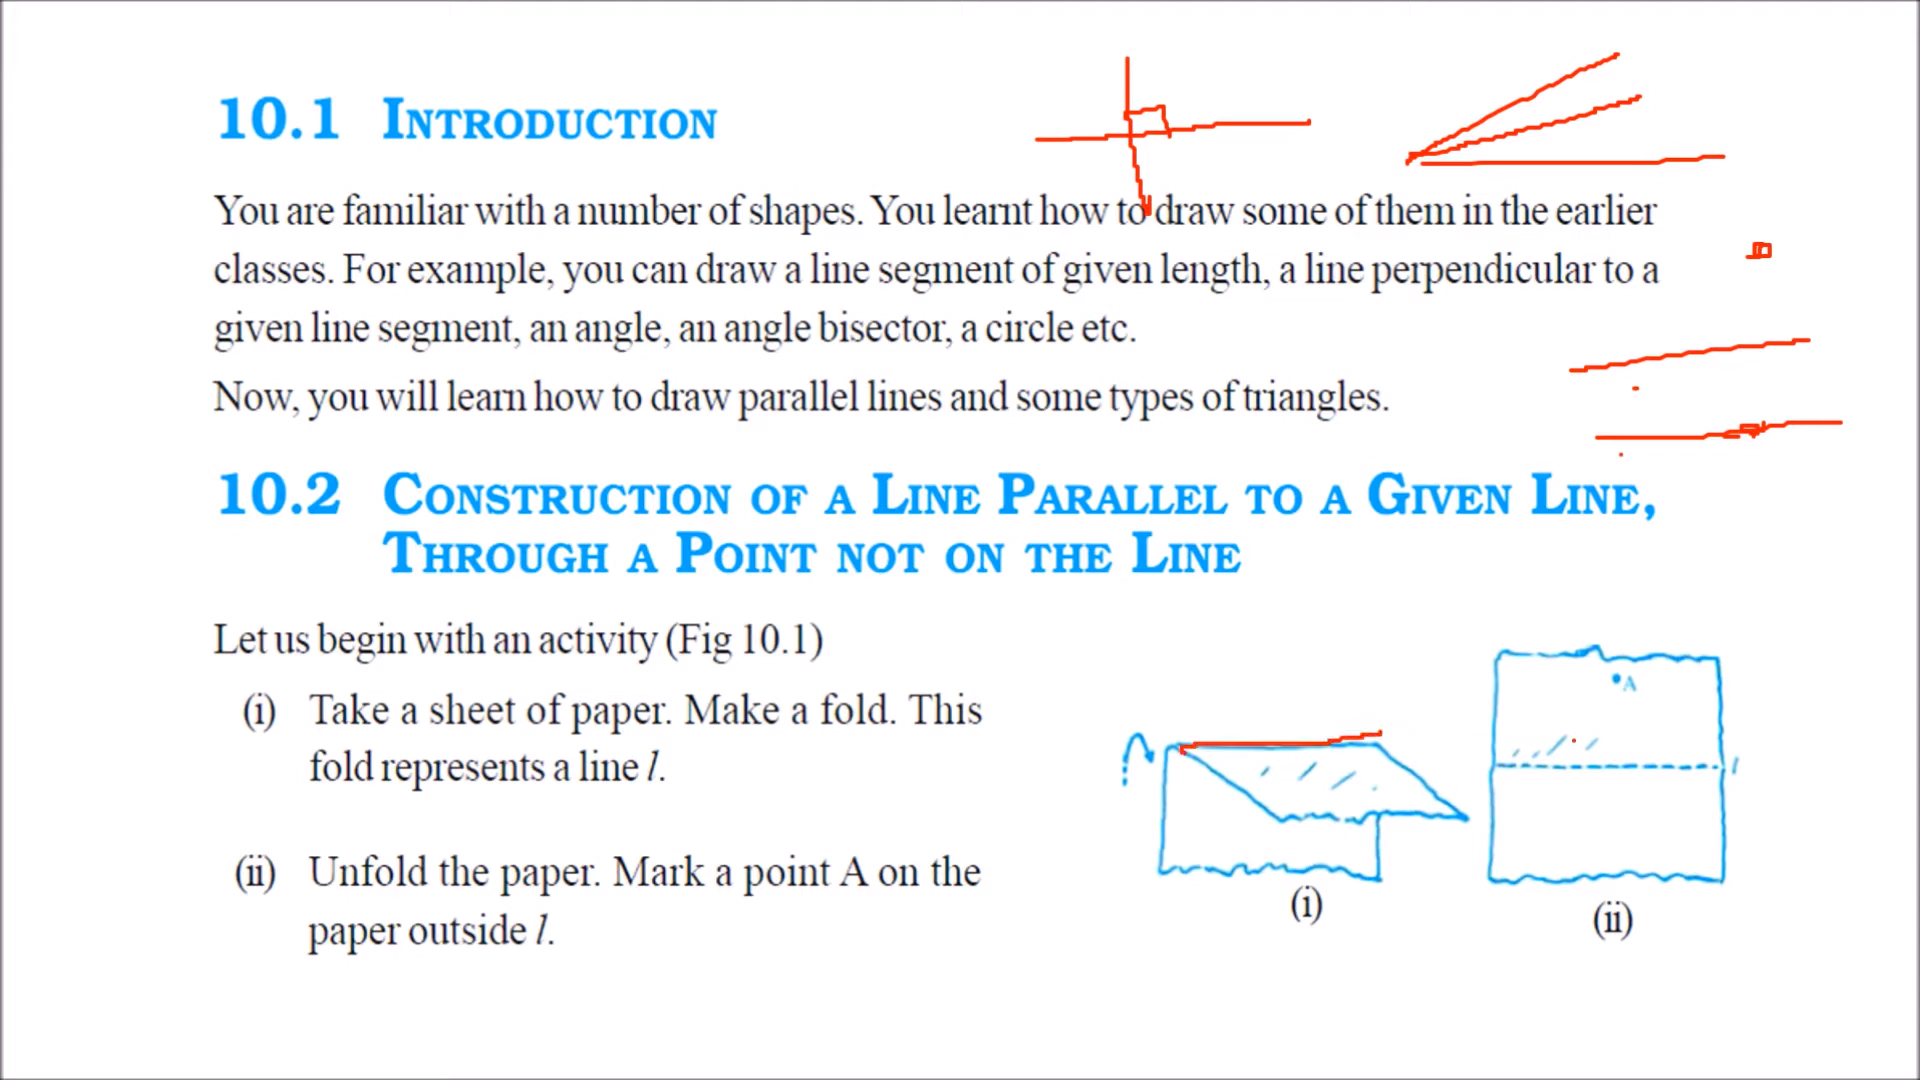 10.1 INTRODUCTION
You are familiar with a number of shapes. You learnt how to draw some of them in the earlier
classes. For example, you can draw a line segment of given length, a line perpendicular to a
given line segment, an angle, an angle bisector, a circle etc.
Now, you will learn how to draw parallel lines and some types of triangles.
10.2 CONSTRUCTION OF A LINE PARALLEL TO A GIVEN LINE,
THROUGH A POINT NOT ON THE LINE
Let us begin with an activity (Fig 10.1)
(i) Take a sheet of paper. Make a fold. This
fold represents a line l.
(ii) Unfold the paper. Mark a point A on the
paper outside l.
A
l
(i)
(ii)